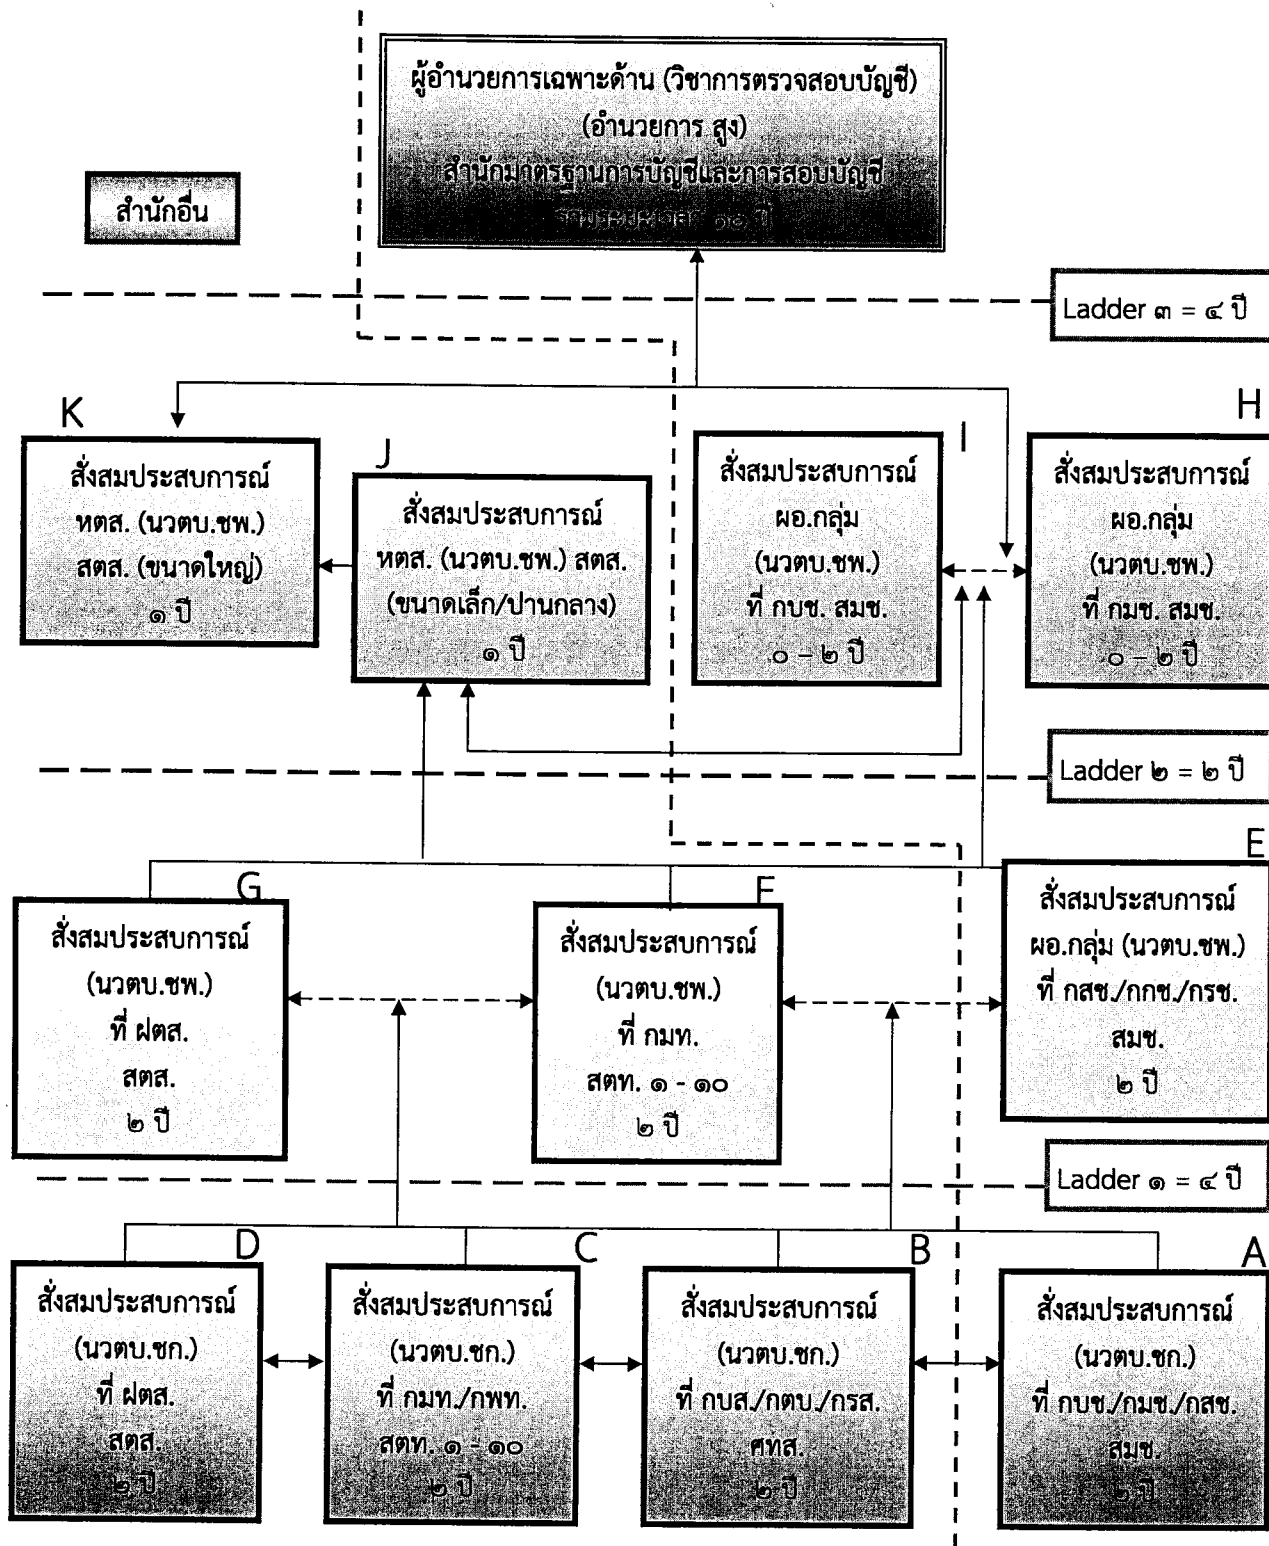 ผู้อำนวยการเฉพาะด้าน (วิชาการตรวจสอบบัญชี)
(อำนวยการ สูง)
สำนักมาตรฐานการบัญชีและการสอบบัญชี
รวมระยะเวลา ๑๐ ปี
สำนักอื่น
Ladder ๓ = ๔ ปี
K
สั่งสมประสบการณ์
หตส. (นวตบ.ชพ.)
สตส. (ขนาดใหญ่)
๑ ปี
J
สั่งสมประสบการณ์
หตส. (นวตบ.ชพ.) สตส.
(ขนาดเล็ก/ปานกลาง)
๑ ปี
I
สั่งสมประสบการณ์
ผอ.กลุ่ม
(นวตบ.ชพ.)
ที่ กบช. สมช.
๐ – ๒ ปี
H
สั่งสมประสบการณ์
ผอ.กลุ่ม
(นวตบ.ชพ.)
ที่ กมช. สมช.
๐ – ๒ ปี
Ladder ๒ = ๒ ปี
G
สั่งสมประสบการณ์
(นวตบ.ชพ.)
ที่ ฝตส.
สตส.
๒ ปี
F
สั่งสมประสบการณ์
(นวตบ.ชพ.)
ที่ กมท.
สตท. ๑ - ๑๐
๒ ปี
E
สั่งสมประสบการณ์
ผอ.กลุ่ม (นวตบ.ชพ.)
ที่ กสช./กกช./กรช.
สมช.
๒ ปี
Ladder ๑ = ๔ ปี
D
สั่งสมประสบการณ์
(นวตบ.ชก.)
ที่ ฝตส.
สตส.
๒ ปี
C
สั่งสมประสบการณ์
(นวตบ.ชก.)
ที่ กมท./กพท.
สตท. ๑ - ๑๐
๒ ปี
B
สั่งสมประสบการณ์
(นวตบ.ชก.)
ที่ กบส./กตบ./กรส.
ศทส.
๒ ปี
A
สั่งสมประสบการณ์
(นวตบ.ชก.)
ที่ กบช./กมช./กสช.
สมช.
๒ ปี